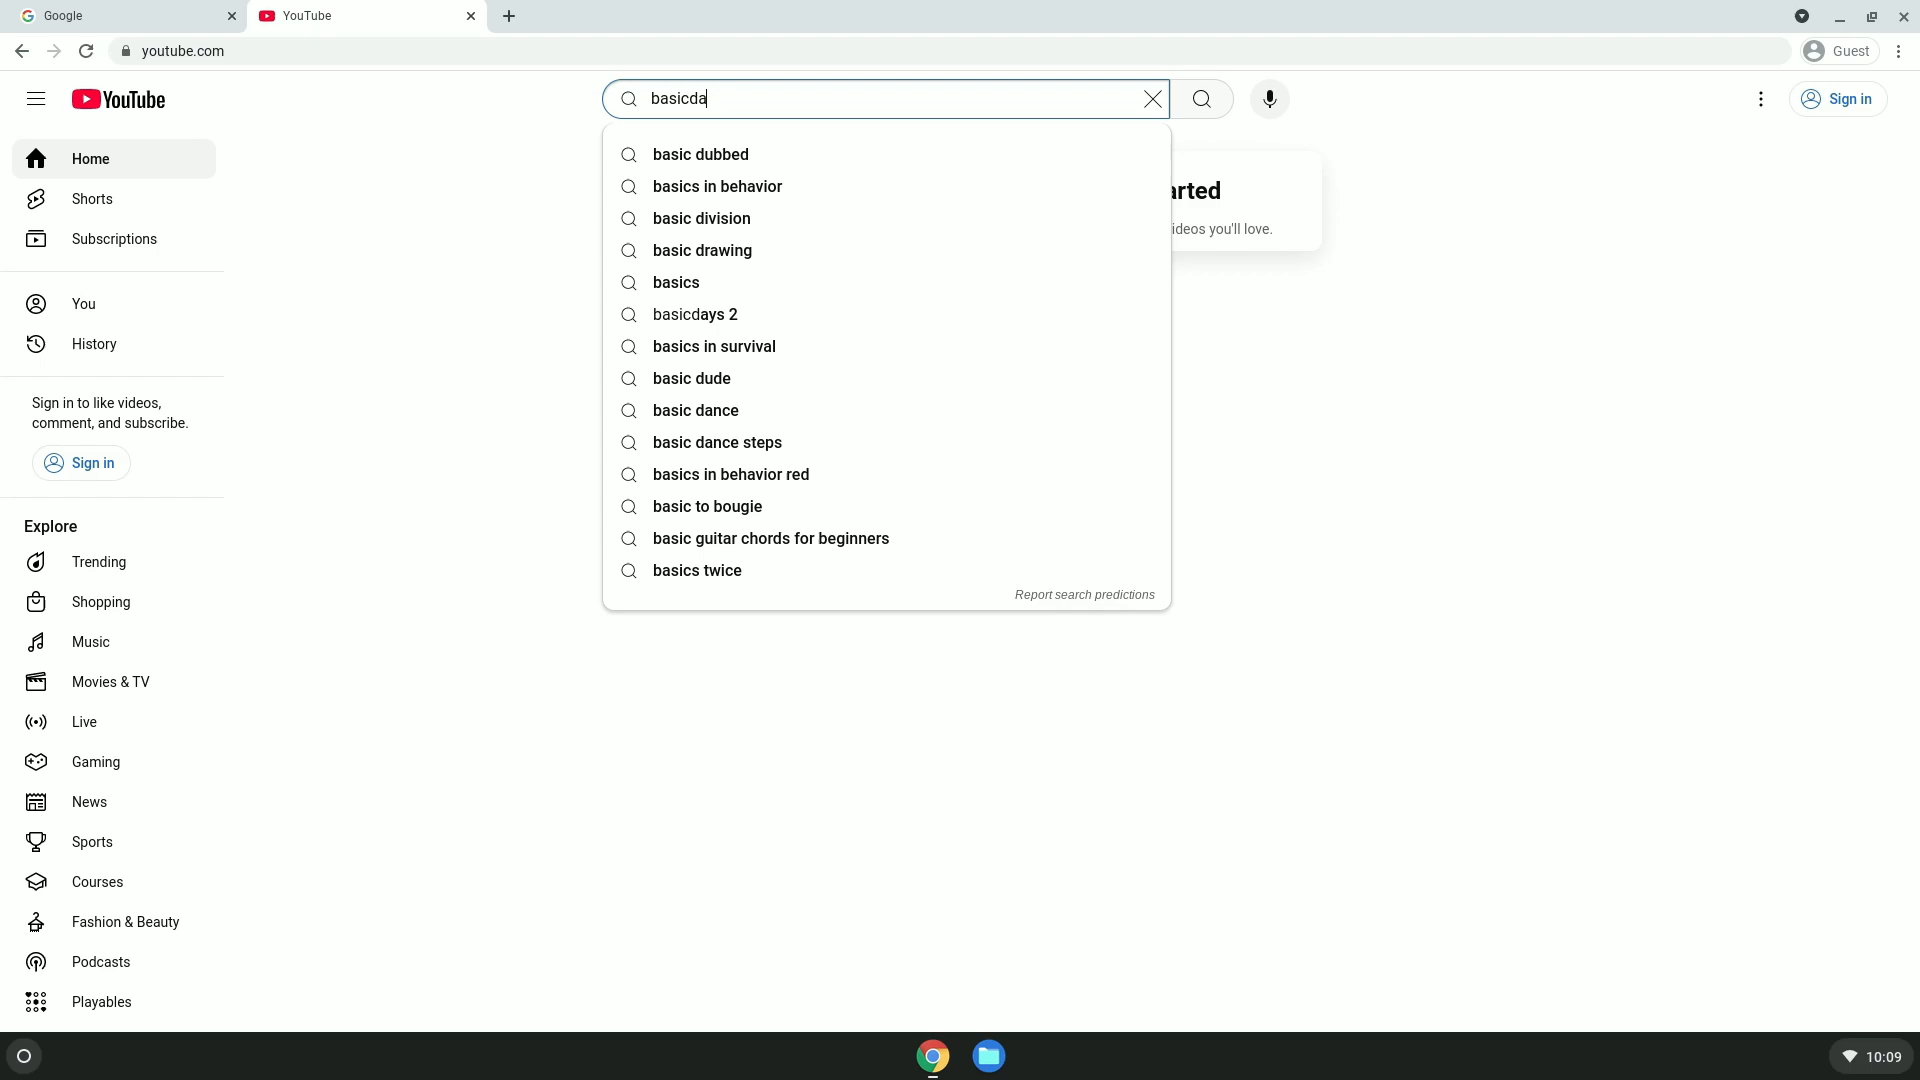 Google
YouTube
youtube.com
Guest
YouTube
basicda
Sign in
Home
Shorts
Subscriptions
You
History
Sign in to like videos,
comment, and subscribe.
Sign in
Explore
Trending
Shopping
Music
Movies & TV
Live
Gaming
News
Sports
Courses
Fashion & Beauty
Podcasts
Playables
basic dubbed
basics in behavior
basic division
basic drawing
basics
basicdays 2
basics in survival
basic dude
basic dance
basic dance steps
basics in behavior red
basic to bougie
basic guitar chords for beginners
basics twice
Report search predictions
arted
ideos you'll love.
10:09